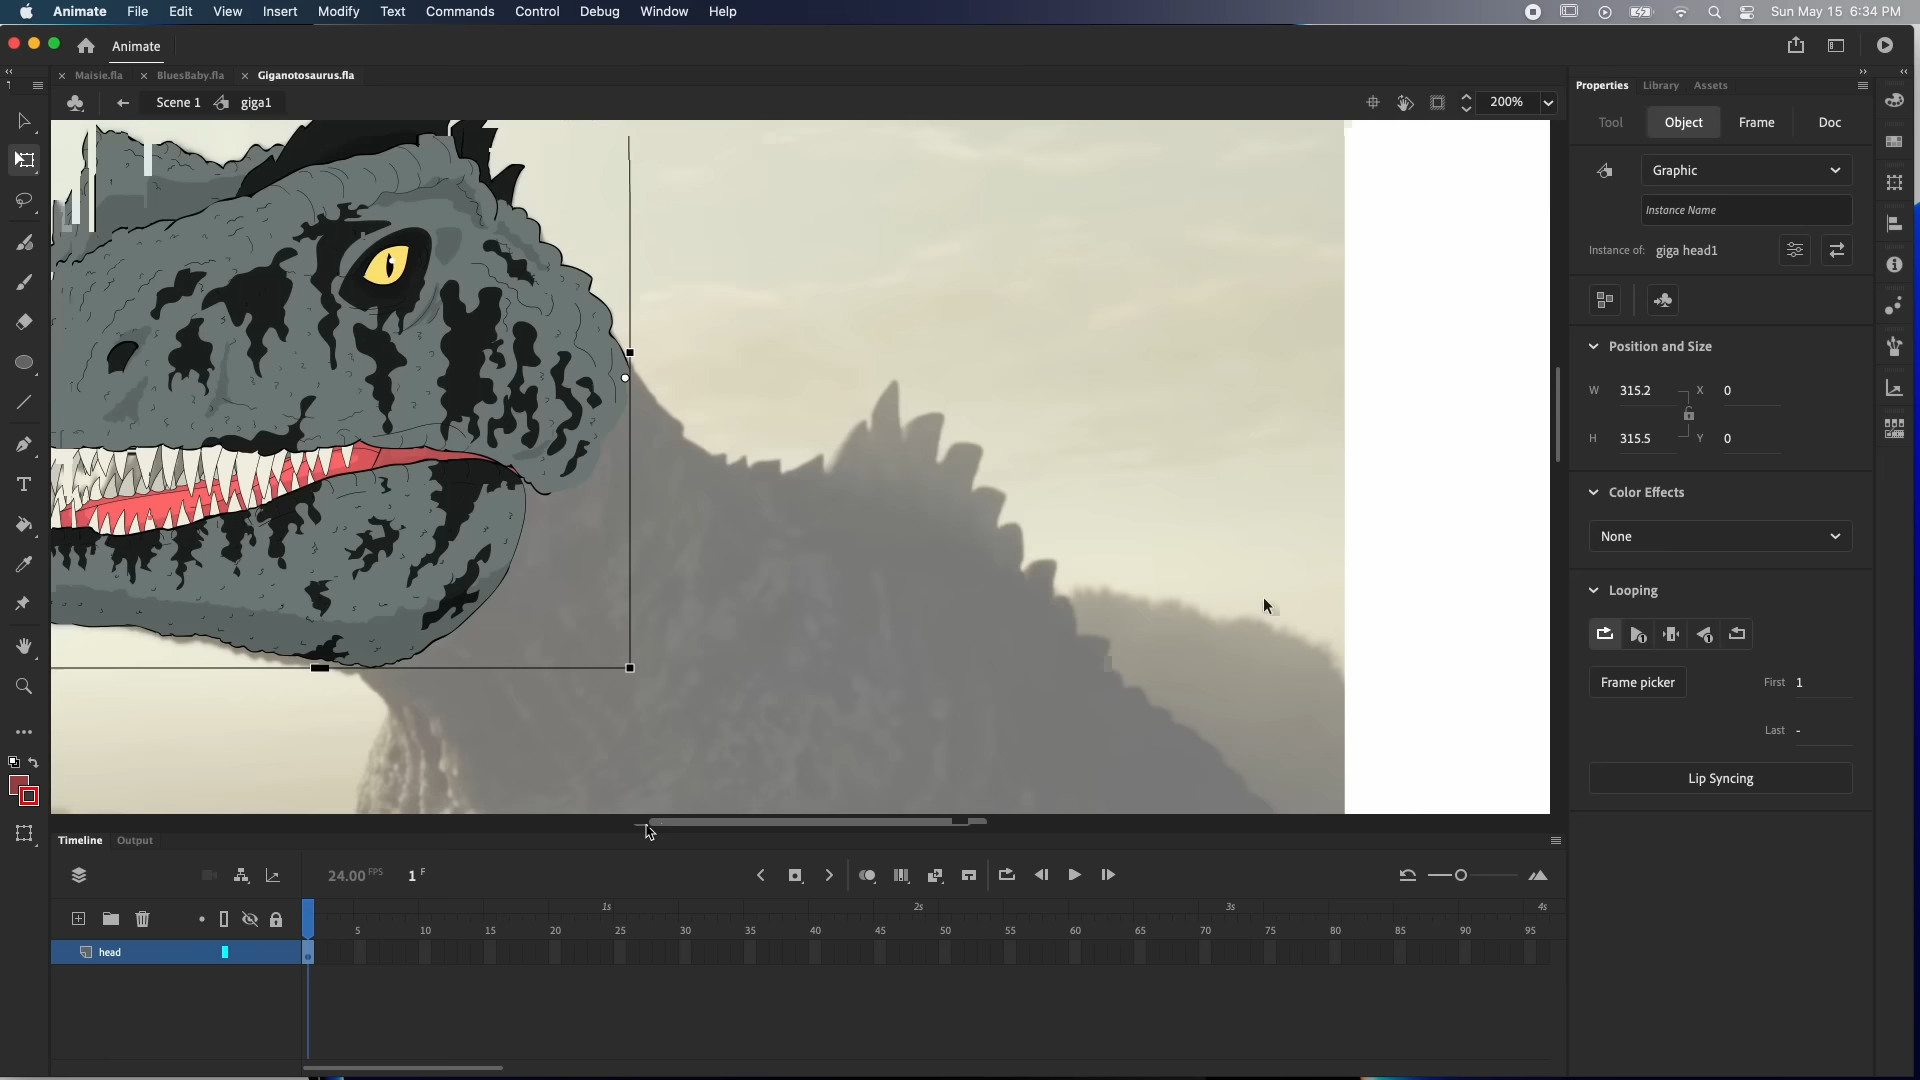 Animate File Edit View Insert Modify Text Commands Control Debug Window Help Sun May 15 6:34 PM
Animate
Maisie.fla BluesBaby.fla Giganotosaurus.fla
Scene 1 giga1 200%
Properties Library Assets
Tool Object Frame Doc
Graphic
Instance Name
Instance of: giga head1
Position and Size
W 315.2 X 0
H 315.5 Y 0
Color Effects
None
Looping
Frame picker First 1
Last -
Lip Syncing
Timeline Output
24.00 FPS 1 F
1s 2s 3s 4s
5 10 15 20 25 30 35 40 45 50 55 60 65 70 75 80 85 90 95
head